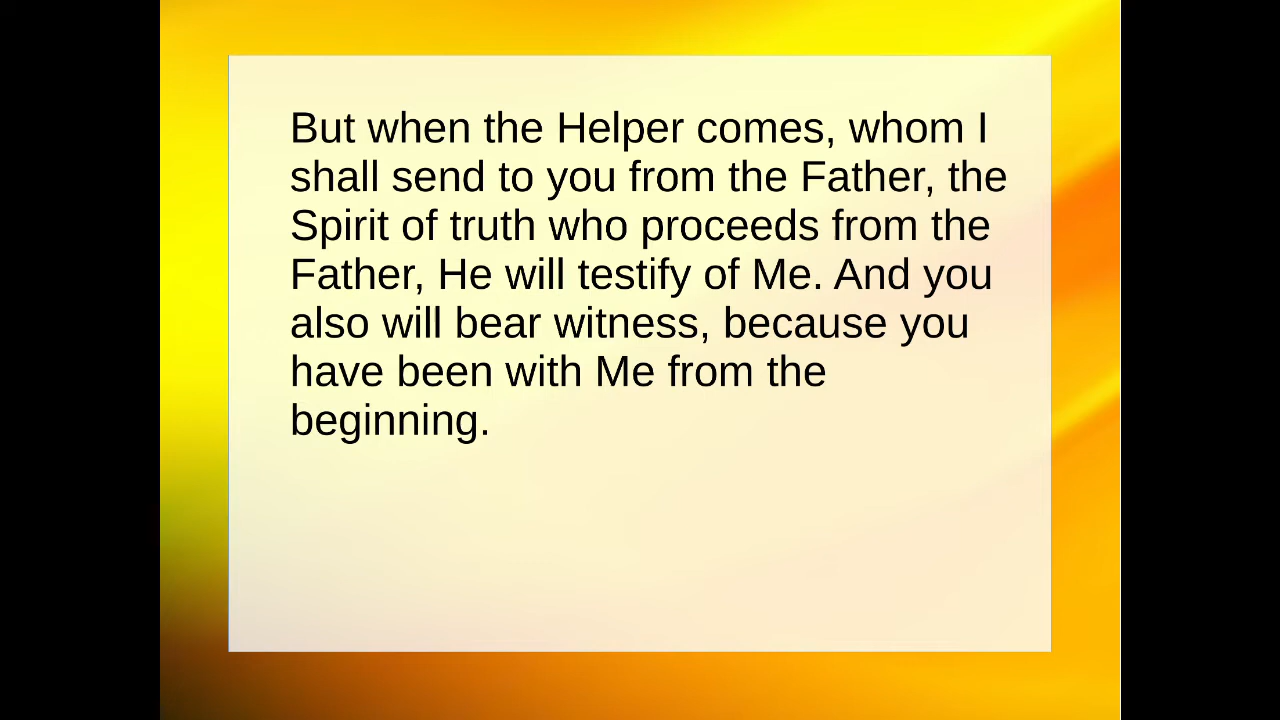 But when the Helper comes, whom I
shall send to you from the Father, the
Spirit of truth who proceeds from the
Father, He will testify of Me. And you
also will bear witness, because you
have been with Me from the
beginning.